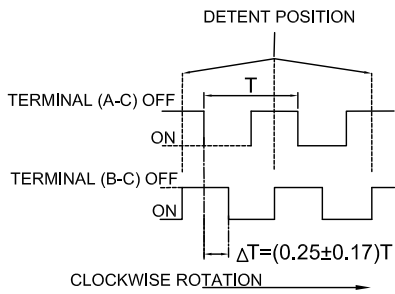 DETENT POSITION
T
TERMINAL (A-C) OFF
ON
TERMINAL (B-C) OFF
ON
ΔT=(0.25±0.17)T
CLOCKWISE ROTATION